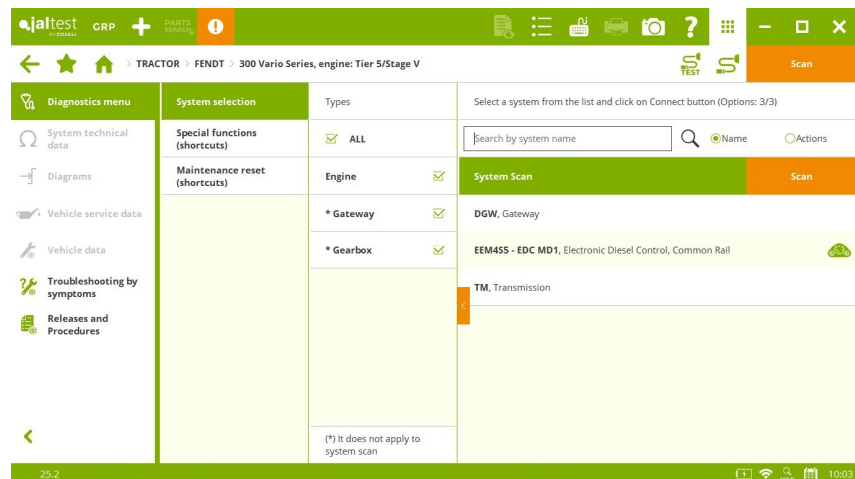 jaltest GRP PARTS SEARCH
BY COJALI
TRACTOR > FENDT > 300 Vario Series, engine: Tier 5/Stage V
TEST
Scan
Diagnostics menu
System technical data
Diagrams
Vehicle service data
Vehicle data
Troubleshooting by symptoms
Releases and Procedures
System selection
Special functions (shortcuts)
Maintenance reset (shortcuts)
Types
ALL
Engine
* Gateway
* Gearbox
(*) It does not apply to system scan
Select a system from the list and click on Connect button (Options: 3/3)
Search by system name
Name
Actions
System Scan
Scan
DGW, Gateway
EEM4S5 - EDC MD1, Electronic Diesel Control, Common Rail
TM, Transmission
25.2
10:03